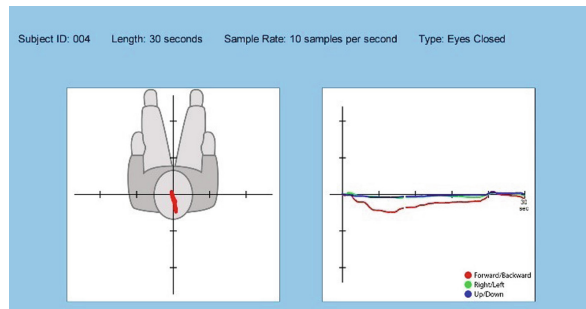 Subject ID: 004 Length: 30 seconds Sample Rate: 10 samples per second Type: Eyes Closed
30
sec
Forward/Backward
Right/Left
Up/Down